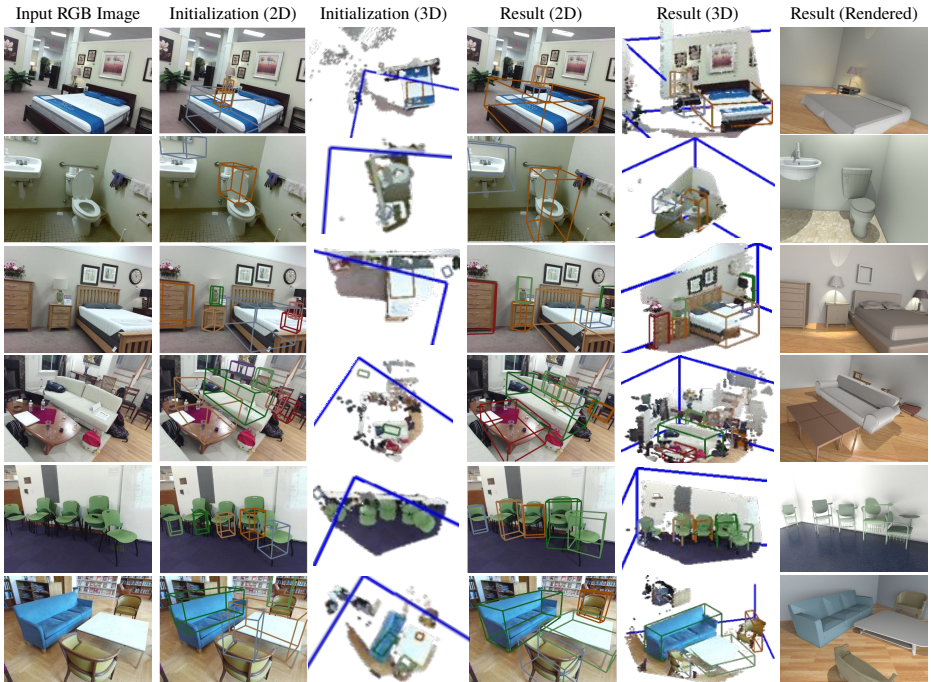 Input RGB Image Initialization (2D) Initialization (3D) Result (2D) Result (3D) Result (Rendered)